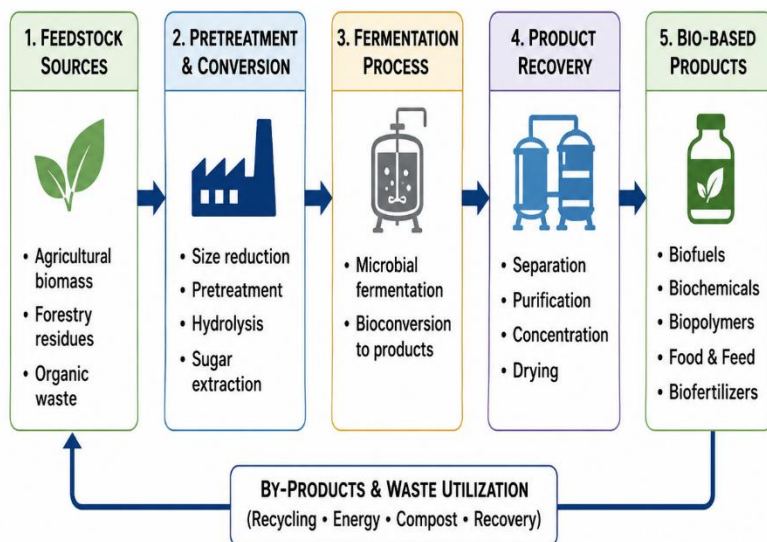 1. FEEDSTOCK
SOURCES
• Agricultural
biomass
• Forestry
residues
• Organic
waste
2. PRETREATMENT
& CONVERSION
• Size reduction
• Pretreatment
• Hydrolysis
• Sugar
extraction
3. FERMENTATION
PROCESS
• Microbial
fermentation
• Bioconversion
to products
4. PRODUCT
RECOVERY
• Separation
• Purification
• Concentration
• Drying
5. BIO-BASED
PRODUCTS
• Biofuels
• Biochemicals
• Biopolymers
• Food & Feed
• Biofertilizers
BY-PRODUCTS & WASTE UTILIZATION
(Recycling • Energy • Compost • Recovery)